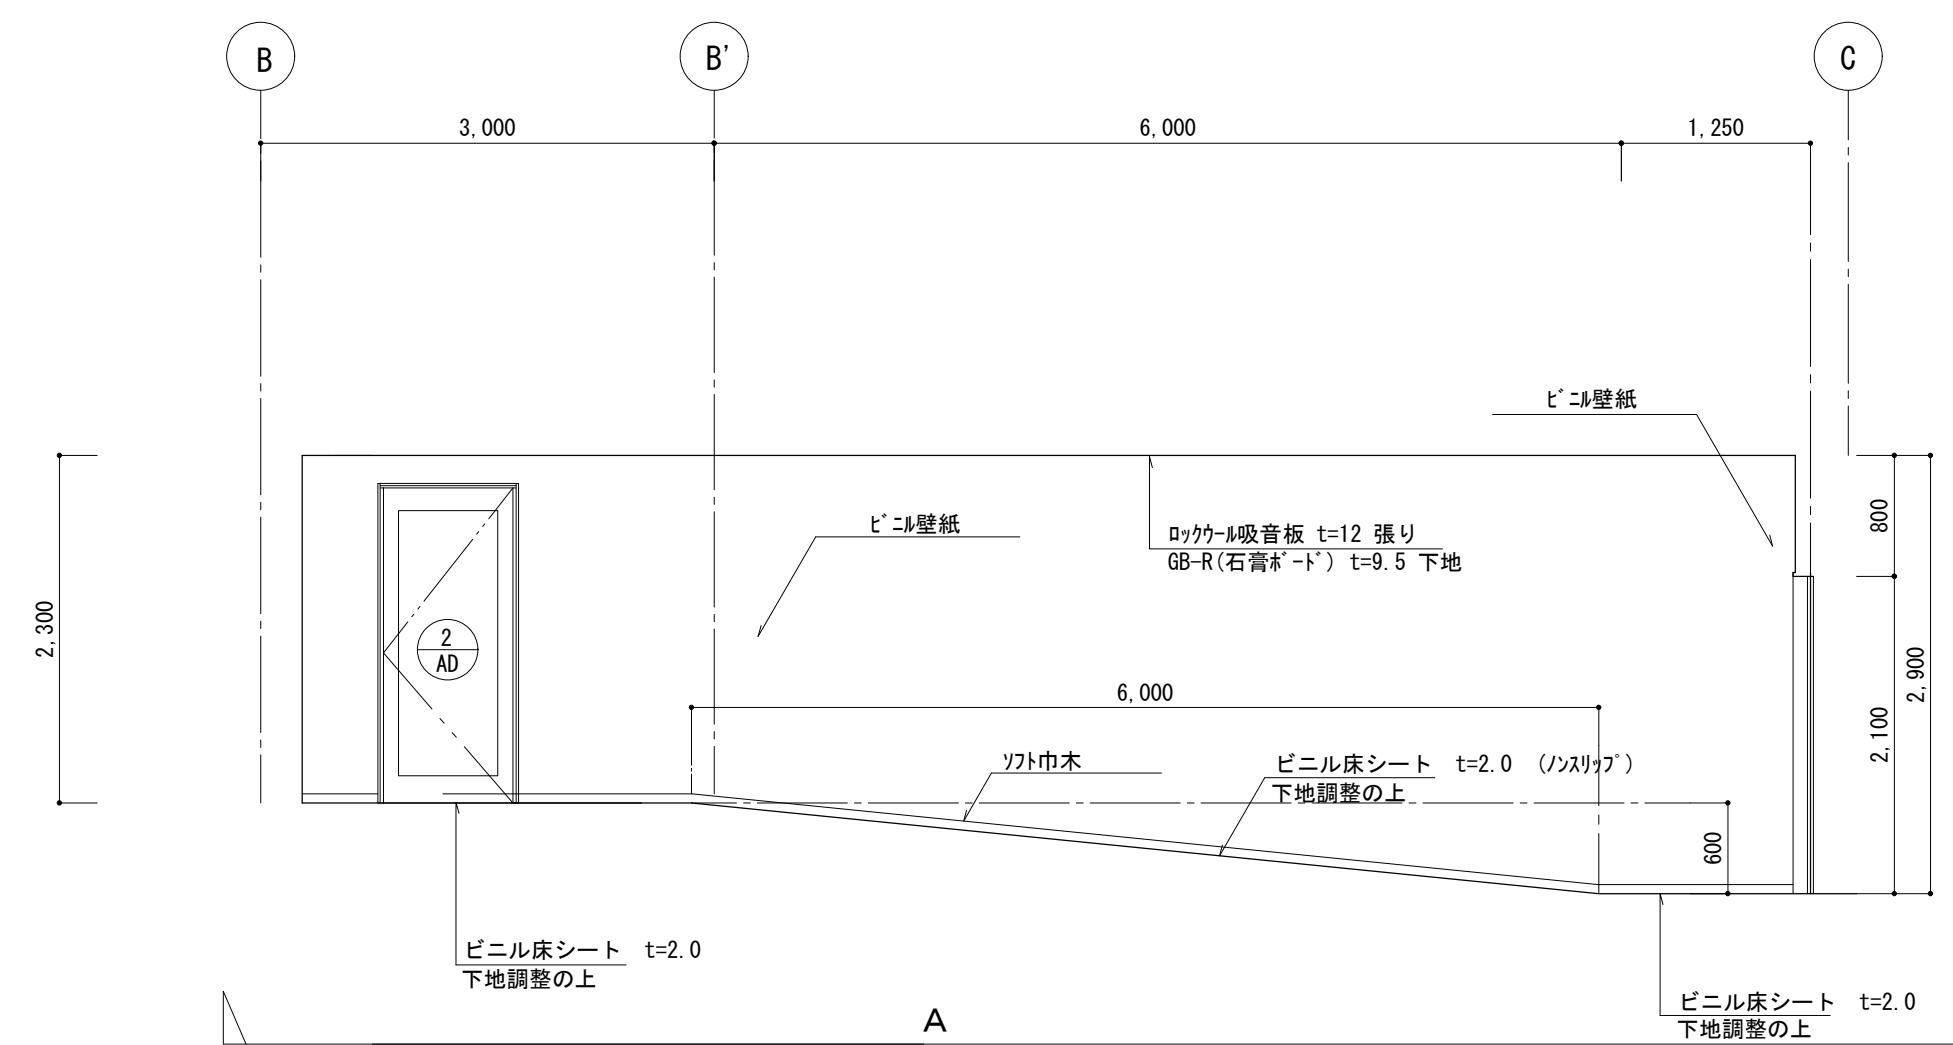 B
B'
C
3,000
6,000
1,250
ビニル壁紙
ビニル壁紙
ロックウール吸音板 t=12 張り
GB-R(石膏ボード) t=9.5 下地
800
2,300
2
AD
2,900
6,000
2,100
ソフト巾木
ビニル床シート t=2.0 (ノンスリップ)
下地調整の上
600
ビニル床シート t=2.0
下地調整の上
ビニル床シート t=2.0
下地調整の上
A